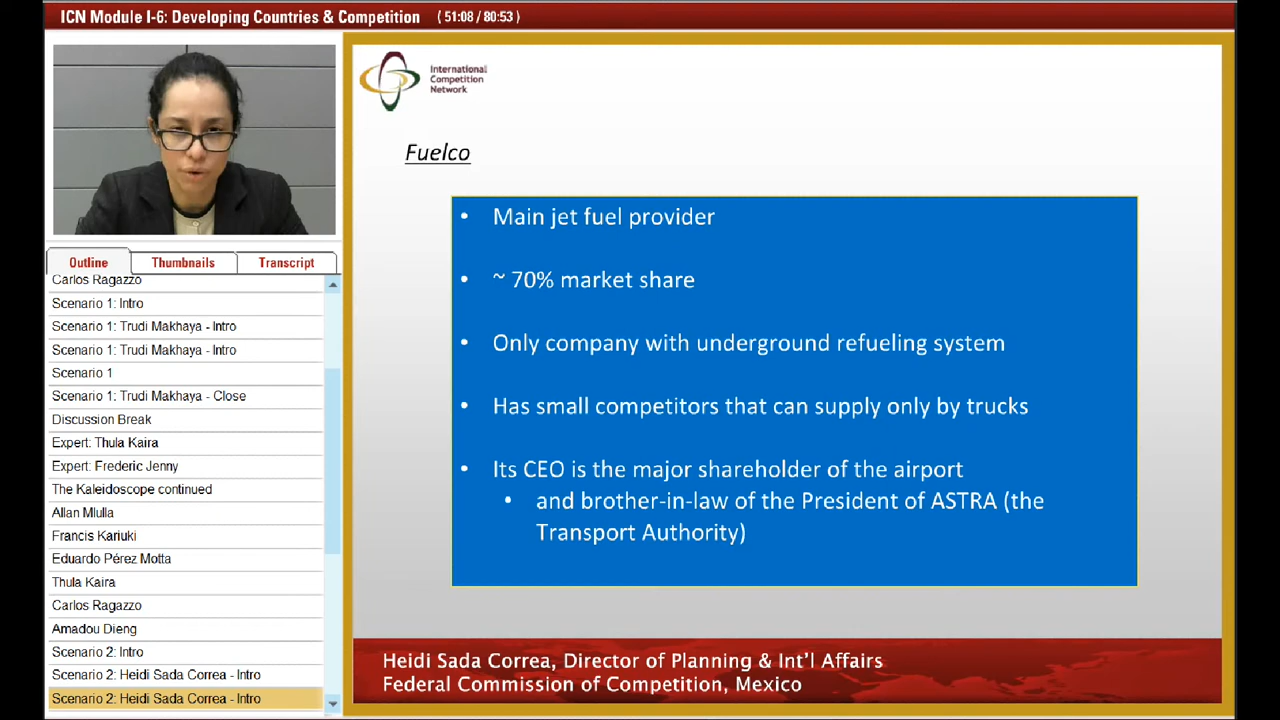 ICN Module I-6: Developing Countries & Competition ( 51:08 / 80:53 )
International
Competition
Network
Fuelco
• Main jet fuel provider
• ~ 70% market share
• Only company with underground refueling system
• Has small competitors that can supply only by trucks
• Its CEO is the major shareholder of the airport
• and brother-in-law of the President of ASTRA (the
Transport Authority)
Outline Thumbnails Transcript
Carlos Ragazzo
Scenario 1: Intro
Scenario 1: Trudi Makhaya - Intro
Scenario 1: Trudi Makhaya - Intro
Scenario 1
Scenario 1: Trudi Makhaya - Close
Discussion Break
Expert: Thula Kaira
Expert: Frederic Jenny
The Kaleidoscope continued
Allan Mlulla
Francis Kariuki
Eduardo Pérez Motta
Thula Kaira
Carlos Ragazzo
Amadou Dieng
Scenario 2: Intro
Scenario 2: Heidi Sada Correa - Intro
Scenario 2: Heidi Sada Correa - Intro
Heidi Sada Correa, Director of Planning & Int'l Affairs
Federal Commission of Competition, Mexico